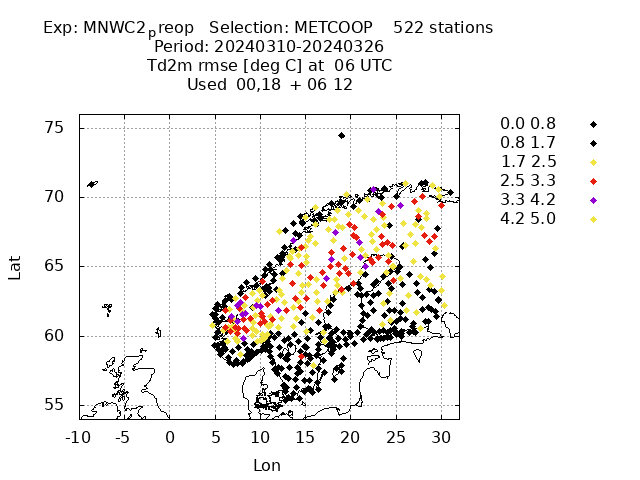 Exp: MNWC2preop   Selection: METCOOP    522 stations
Period: 20240310-20240326
Td2m rmse [deg C] at  06 UTC
Used  00,18  + 06 12
0.0 0.8
0.8 1.7
1.7 2.5
2.5 3.3
3.3 4.2
4.2 5.0
75
70
65
60
55
Lat
-10 -5 0 5 10 15 20 25 30
Lon